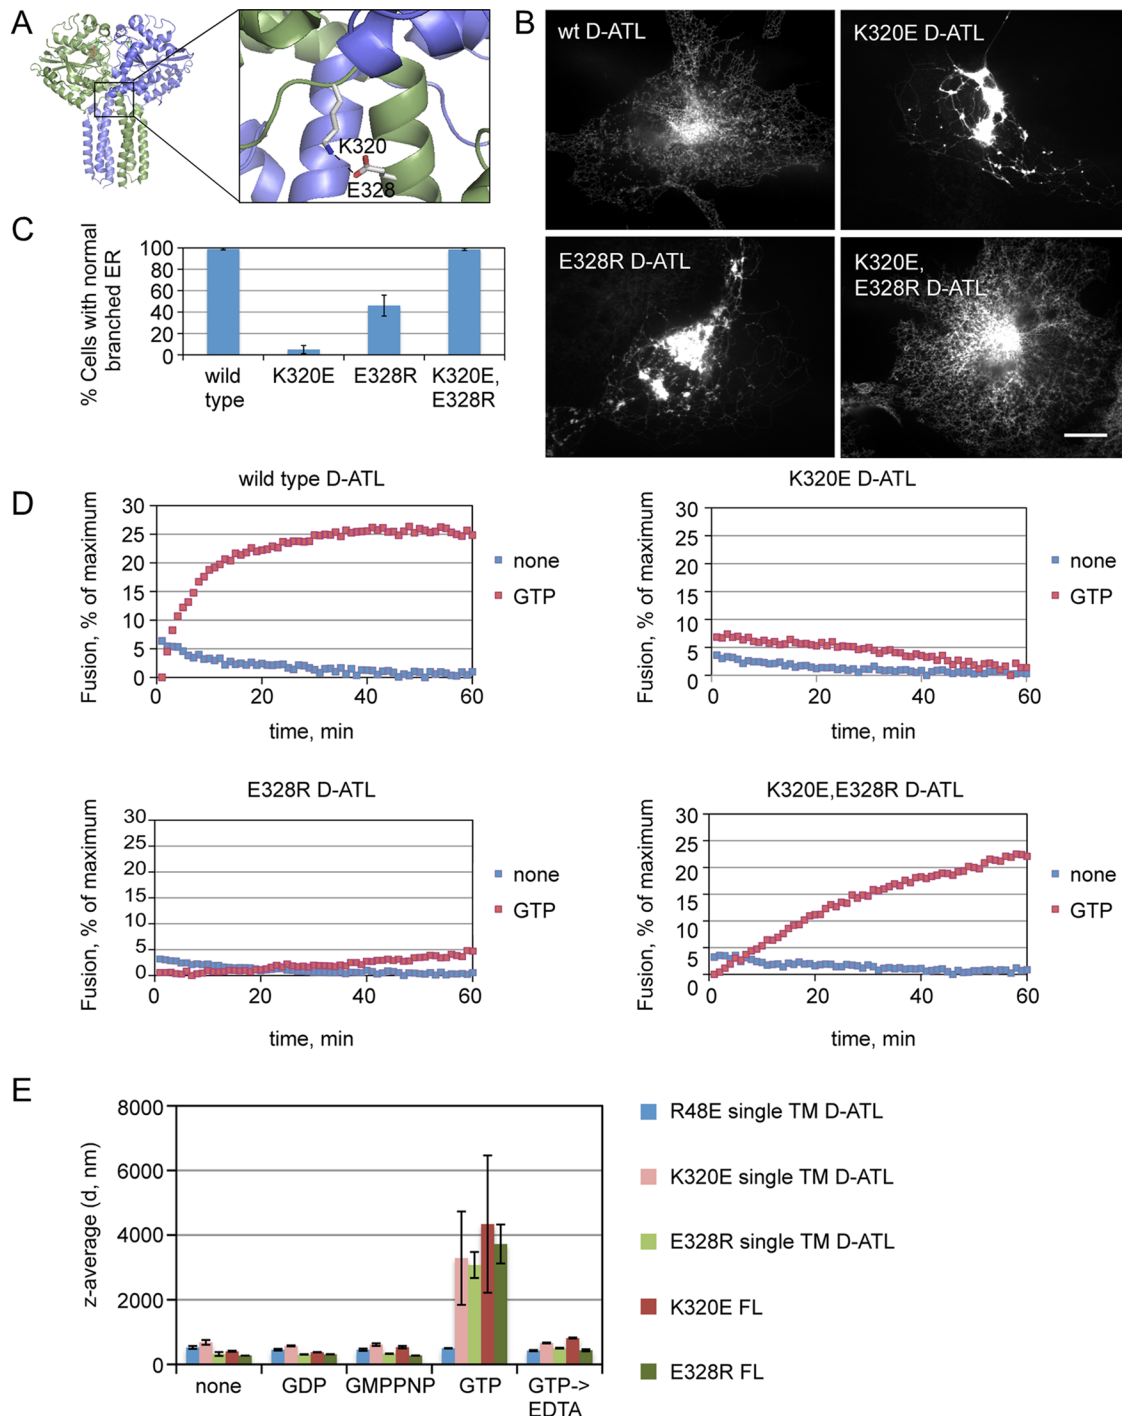 A
K320
E328
B
wt D-ATL
K320E D-ATL
E328R D-ATL
K320E,
E328R D-ATL
C
% Cells with normal
branched ER
100
80
60
40
20
0
wild
type
K320E
E328R
K320E,
E328R
D
wild type D-ATL
Fusion, % of maximum
30
25
20
15
10
5
0
0
20
40
60
time, min
none
GTP
K320E D-ATL
Fusion, % of maximum
30
25
20
15
10
5
0
0
20
40
60
time, min
none
GTP
E328R D-ATL
Fusion, % of maximum
30
25
20
15
10
5
0
0
20
40
60
time, min
none
GTP
K320E,E328R D-ATL
Fusion, % of maximum
30
25
20
15
10
5
0
0
20
40
60
time, min
none
GTP
E
z-average (d, nm)
8000
6000
4000
2000
0
none
GDP
GMPPNP
GTP
GTP->
EDTA
R48E single TM D-ATL
K320E single TM D-ATL
E328R single TM D-ATL
K320E FL
E328R FL